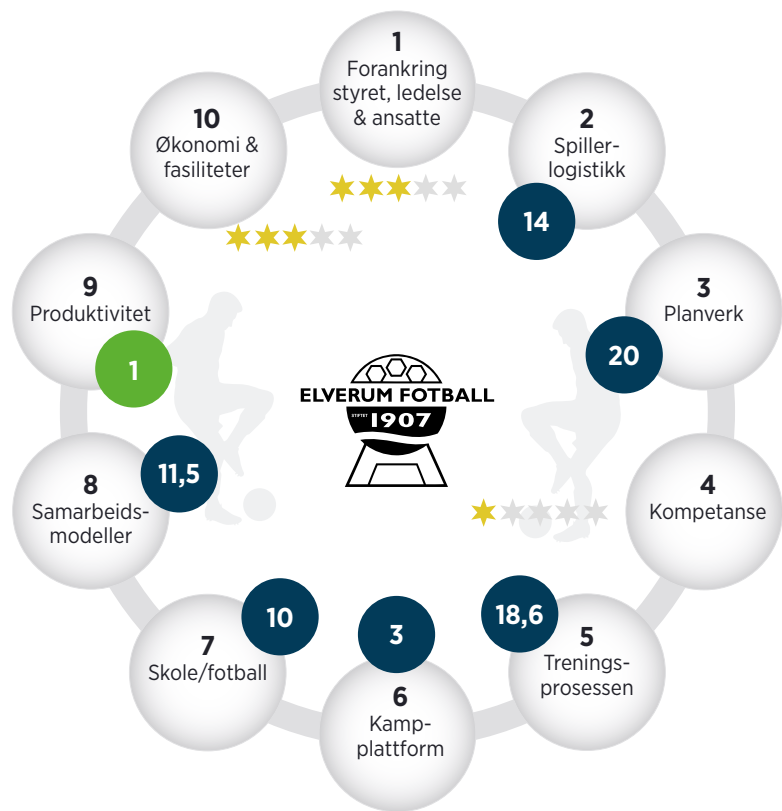 1
Forankring
styret, ledelse
& ansatte
2
Spiller-
logistikk
14
3
Planverk
20
4
Kompetanse
5
Trenings-
prosessen
18,6
6
Kamp-
plattform
3
7
Skole/fotball
10
8
Samarbeids-
modeller
11,5
9
Produktivitet
1
10
Økonomi &
fasiliteter
ELVERUM FOTBALL
STIFTET
1907